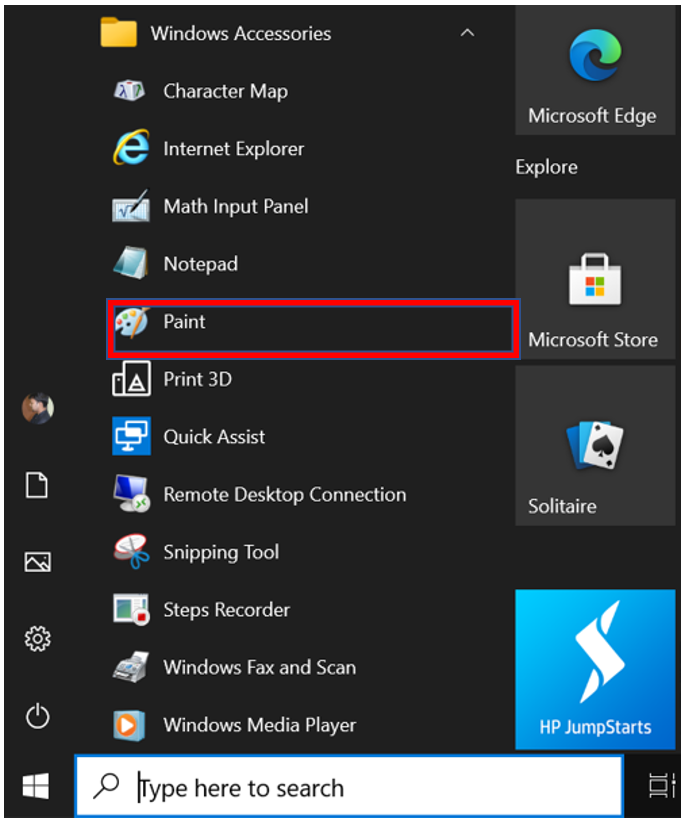 Windows Accessories
Character Map
Internet Explorer
Math Input Panel
Notepad
Paint
Print 3D
Quick Assist
Remote Desktop Connection
Snipping Tool
Steps Recorder
Windows Fax and Scan
Windows Media Player
Microsoft Edge
Explore
Microsoft Store
Solitaire
HP JumpStarts
Type here to search